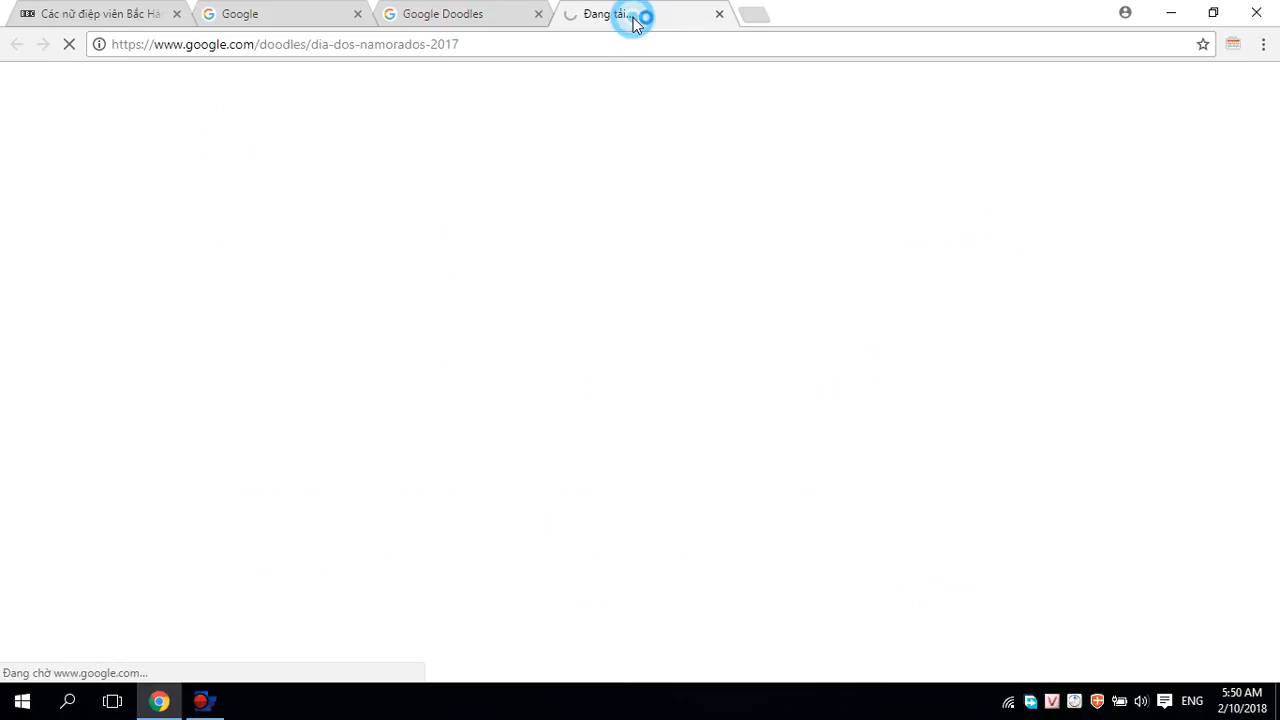 Các nữ điệp viên Bắc Hàn
Google
Google Doodles
Đang tải...
https://www.google.com/doodles/dia-dos-namorados-2017
Đang chờ www.google.com...
ENG
5:50 AM
2/10/2018